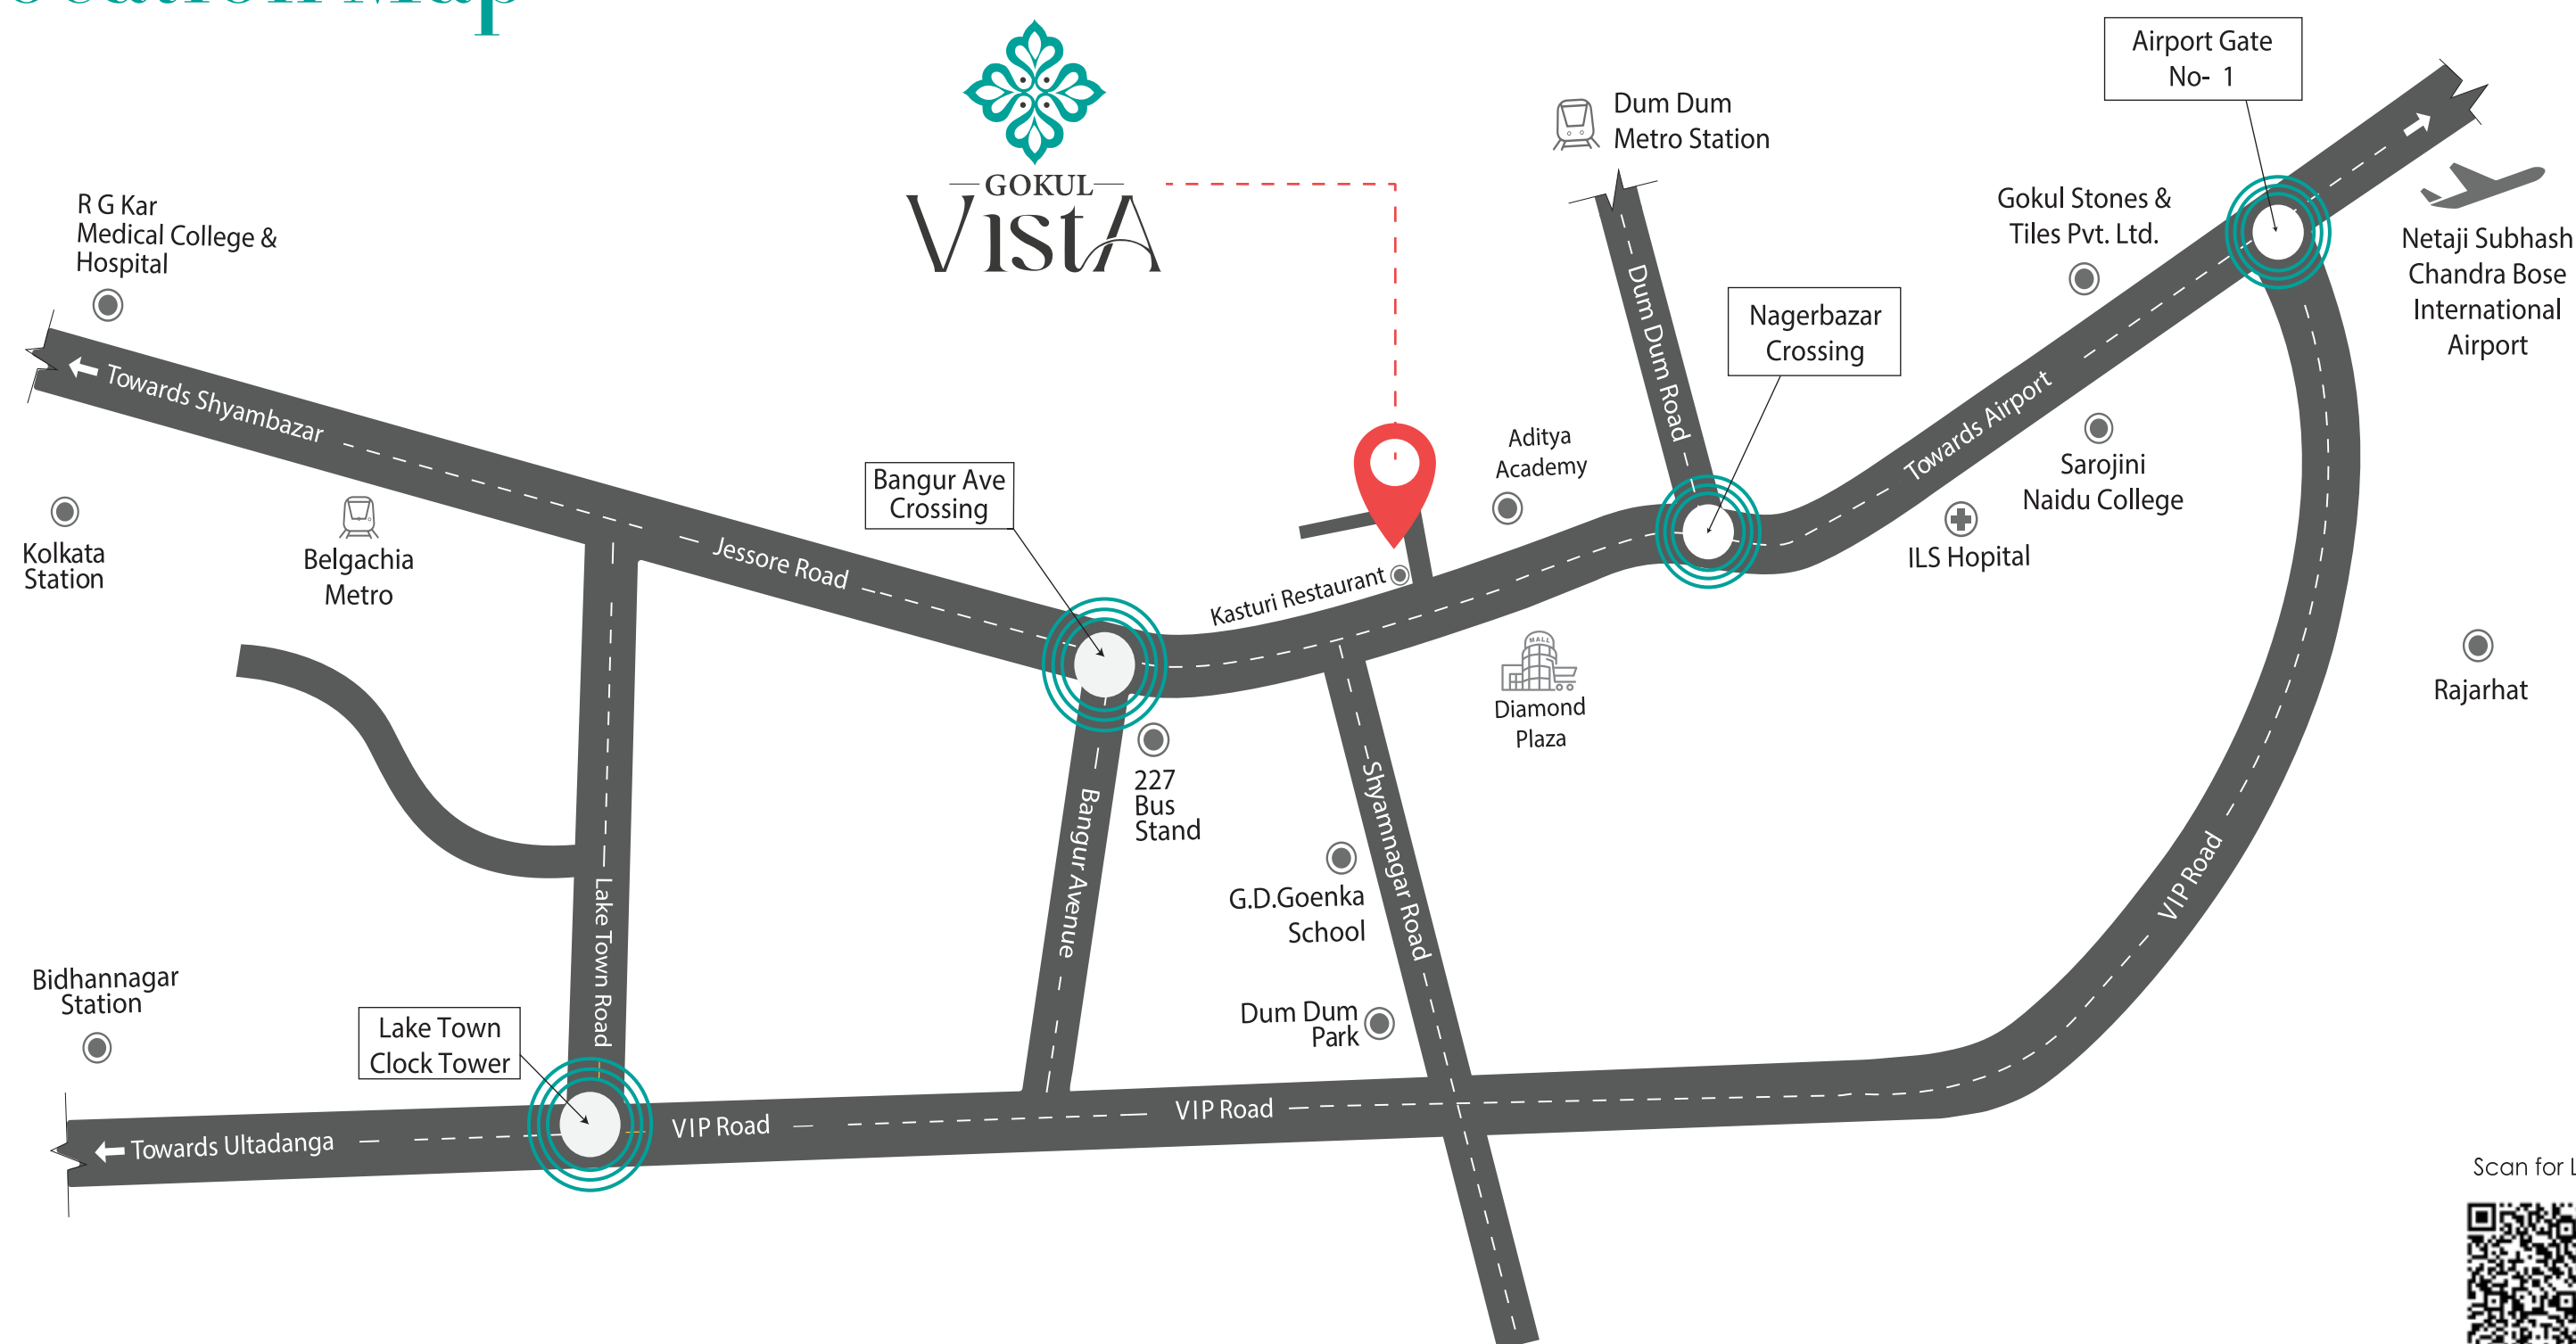 Map
GOKUL
VistA
Airport Gate
No- 1
Dum Dum
Metro Station
R G Kar
Medical College &
Hospital
Gokul Stones &
Tiles Pvt. Ltd.
Netaji Subhash
Chandra Bose
International
Airport
Dum Dum Road
Nagerbazar
Crossing
Towards Shyambazar
Towards Airport
Aditya
Academy
Sarojini
Naidu College
Bangur Ave
Crossing
Kolkata
Station
Belgachia
Metro
Jessore Road
ILS Hopital
Kasturi Restaurant
MALL
Diamond
Plaza
Rajarhat
227
Bus
Stand
Bangur Avenue
Shyamnagar Road
G.D.Goenka
School
VIP Road
Lake Town Road
Bidhannagar
Station
Dum Dum
Park
Lake Town
Clock Tower
Towards Ultadanga
VIP Road
VIP Road
Scan for